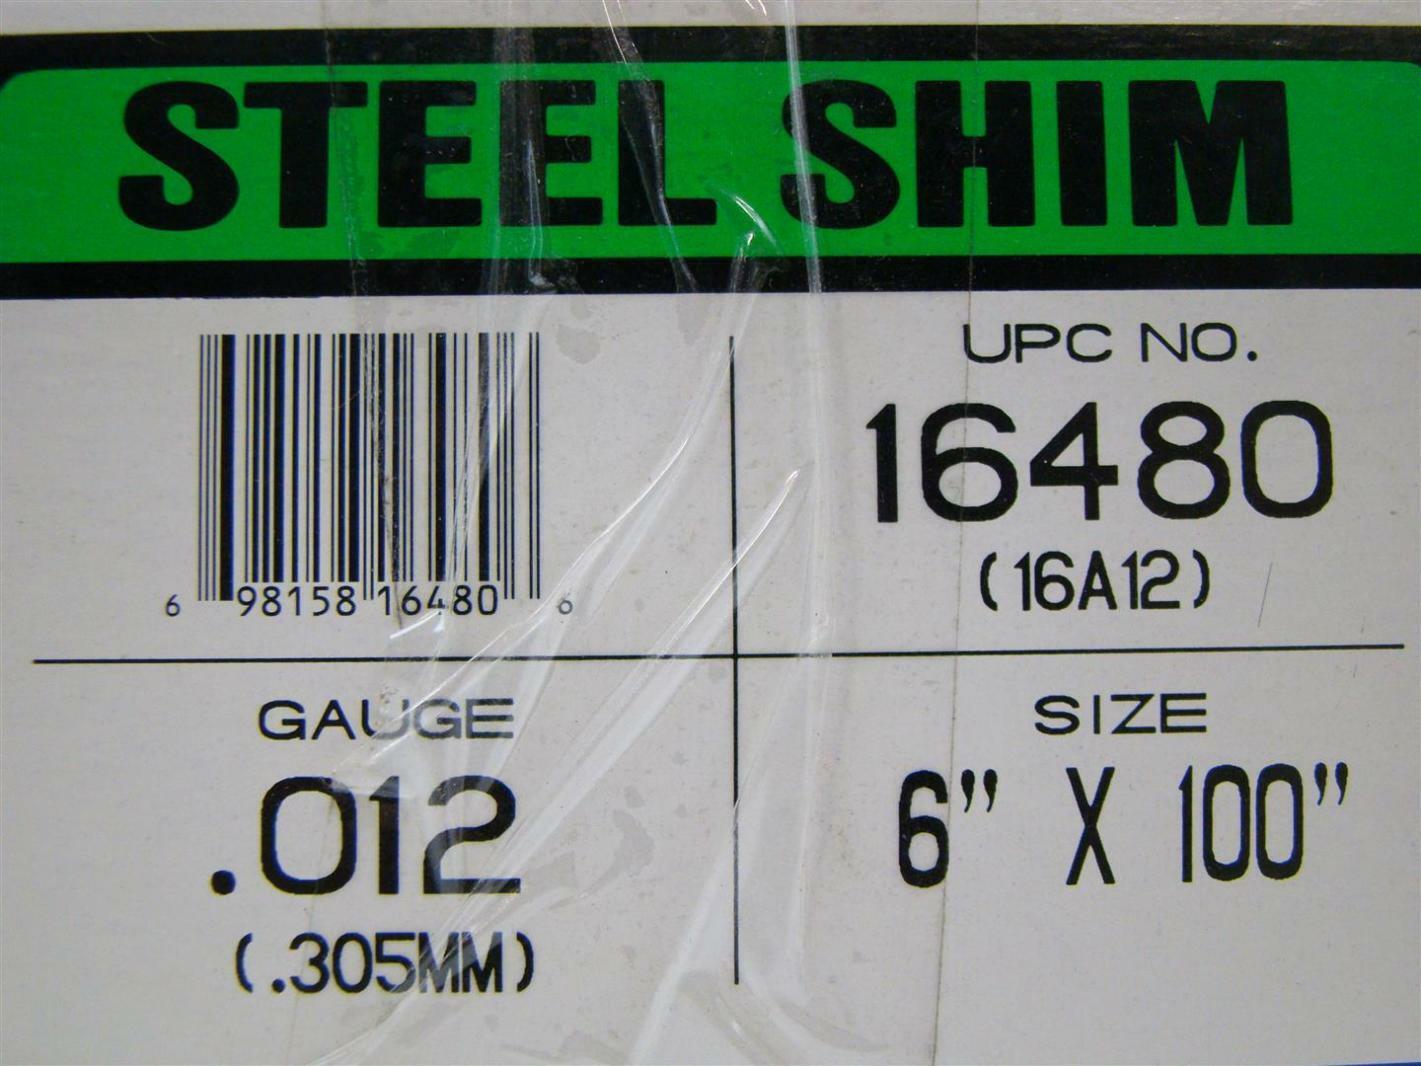 STEEL SHIM
6 98158 16480 6
UPC NO.
16480
(16A12)
GAUGE
.012
(.305MM)
SIZE
6" X 100"